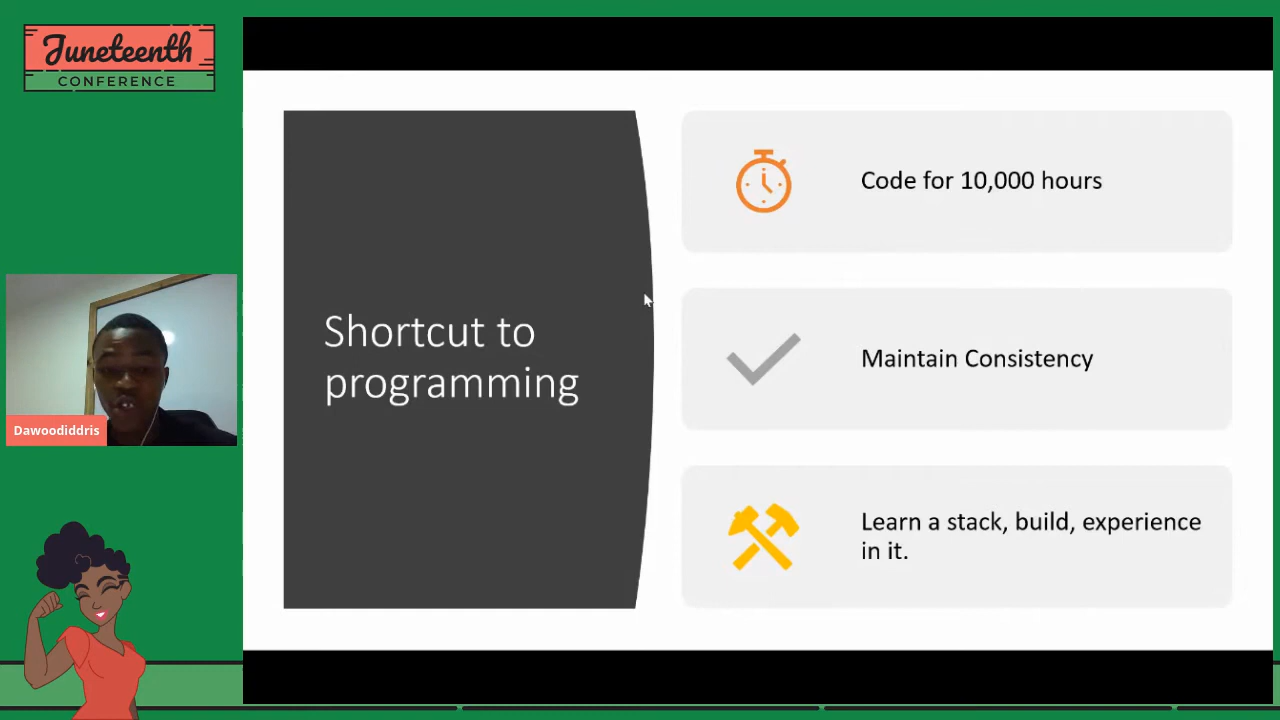 Juneteenth
CONFERENCE
Dawoodiddris
Shortcut to
programming
Code for 10,000 hours
Maintain Consistency
Learn a stack, build, experience
in it.